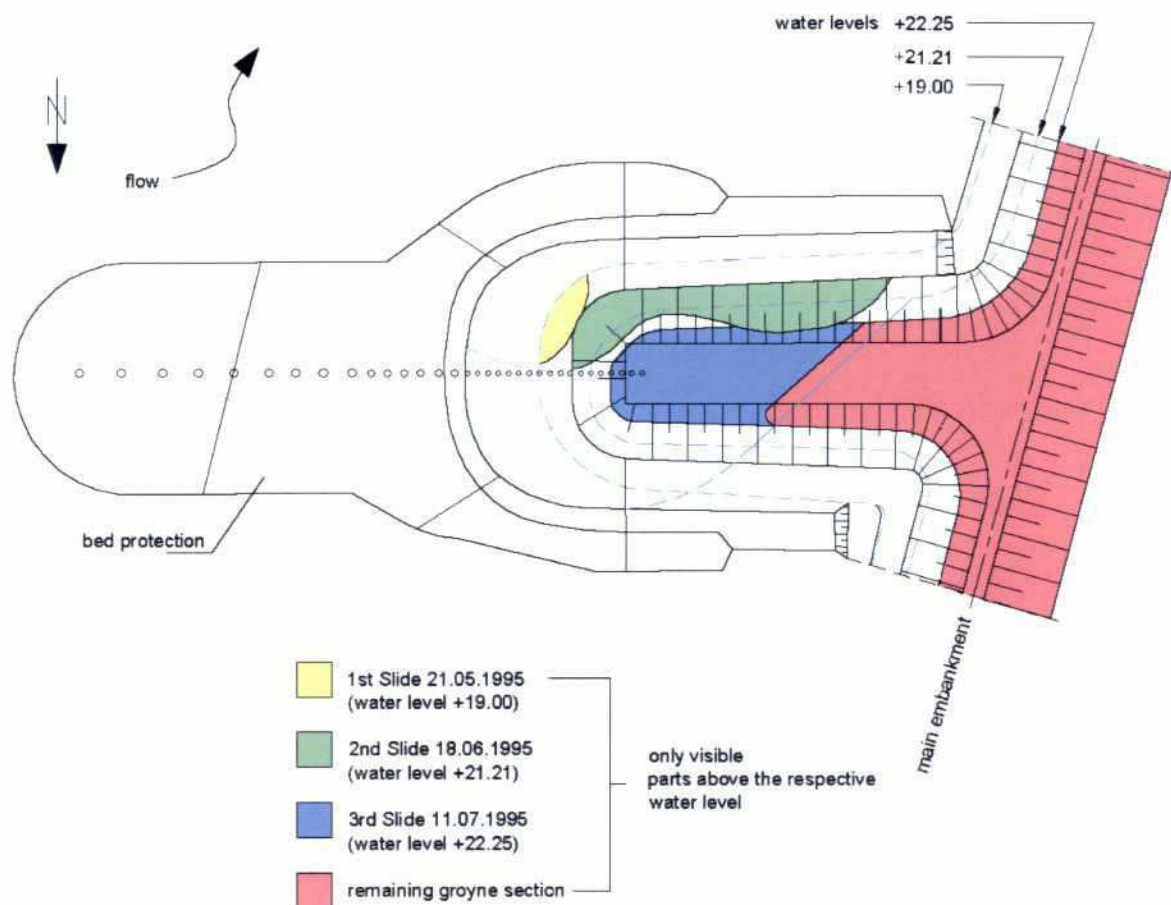 water levels +22.25
+21.21
+19.00
N
flow
bed protection
main embankment
1st Slide 21.05.1995
(water level +19.00)
2nd Slide 18.06.1995
(water level +21.21)
3rd Slide 11.07.1995
(water level +22.25)
remaining groyne section
only visible
parts above the respective
water level